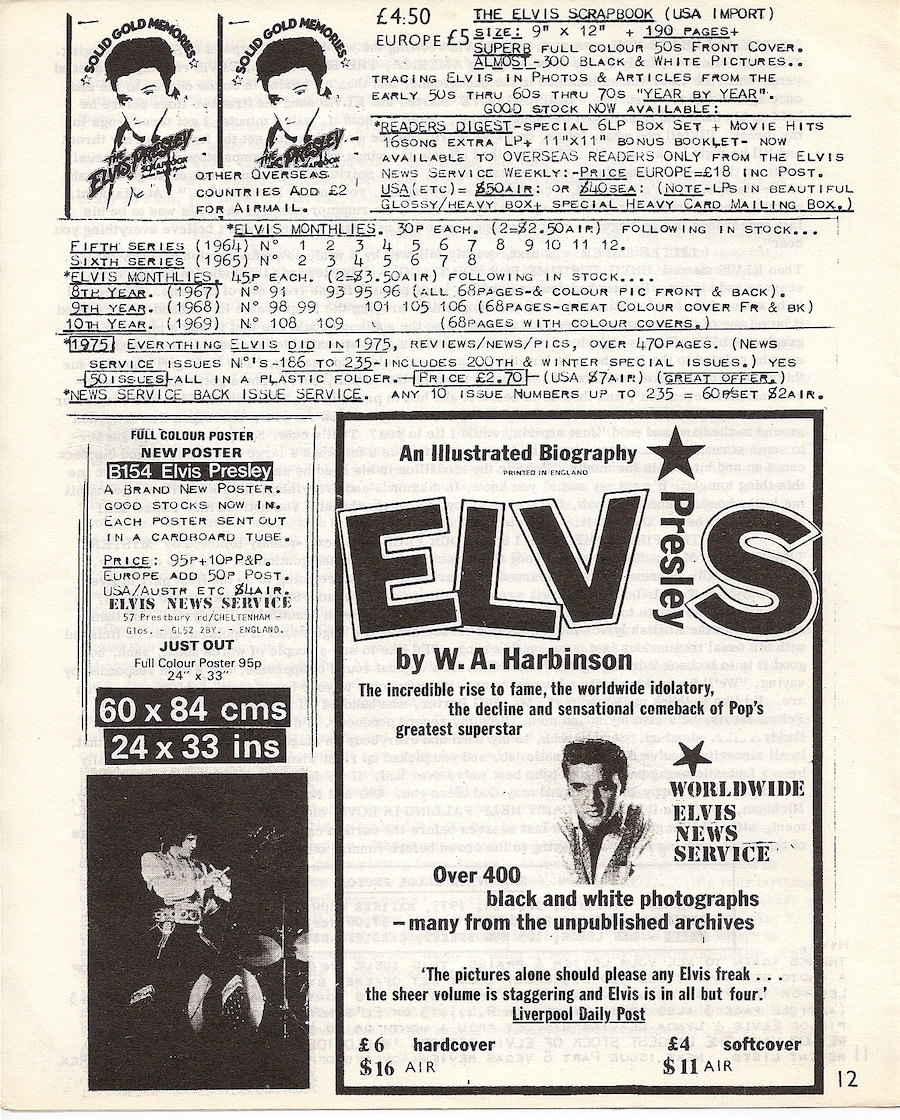 SOLID GOLD MEMORIES
THE
ELVIS PRESLEY
SCRAPBOOK
SOLID GOLD MEMORIES
THE
ELVIS PRESLEY
SCRAPBOOK
OTHER OVERSEAS
COUNTRIES ADD £2
FOR AIRMAIL.
£4:50 THE ELVIS SCRAPBOOK (USA IMPORT)
EUROPE £5 SIZE: 9" X 12" + 190 PAGES+
SUPERB FULL COLOUR 50S FRONT COVER.
ALMOST-300 BLACK & WHITE PICTURES..
TRACING ELVIS IN PHOTOS & ARTICLES FROM THE
EARLY 50S THRU 60S THRU 70S "YEAR BY YEAR".
GOOD STOCK NOW AVAILABLE:
*READERS DIGEST-SPECIAL 6LP BOX SET + MOVIE HITS
16SONG EXTRA LP+ 11"X11" BONUS BOOKLET- NOW
AVAILABLE TO OVERSEAS READERS ONLY FROM THE ELVIS
NEWS SERVICE WEEKLY:-PRICE EUROPE=£18 INC POST.
USA(ETC)= $50AIR: OR $40SEA: (NOTE-LPS IN BEAUTIFUL
GLOSSY/HEAVY BOX+ SPECIAL HEAVY CARD MAILING BOX.)
*ELVIS MONTHLIES. 30P EACH. (2=$2.50AIR) FOLLOWING IN STOCK...
FIFTH SERIES (1964) No 1 2 3 4 5 6 7 8 9 10 11 12.
SIXTH SERIES (1965) No 2 3 4 5 6 7 8
*ELVIS MONTHLIES. 45P EACH. (2=$3.50AIR) FOLLOWING IN STOCK...
8TH YEAR. (1967) No 91 93 95 96 (ALL 68PAGES-& COLOUR PIC FRONT & BACK).
9TH YEAR. (1968) No 98 99 101 105 106 (68PAGES-GREAT COLOUR COVER FR & BK)
10TH YEAR. (1969) No 108 109 (68PAGES WITH COLOUR COVERS.)
*1975 EVERYTHING ELVIS DID IN 1975, REVIEWS/NEWS/PICS, OVER 470PAGES. (NEWS
SERVICE ISSUES No'S-186 TO 235-INCLUDES 200TH & WINTER SPECIAL ISSUES.) YES
-50 ISSUES-ALL IN A PLASTIC FOLDER.-PRICE £2.70-(USA $7AIR) (GREAT OFFER.)
*NEWS SERVICE BACK ISSUE SERVICE. ANY 10 ISSUE NUMBERS UP TO 235 = 60P/SET $2AIR.
FULL COLOUR POSTER
NEW POSTER
B154 Elvis Presley
A BRAND NEW POSTER.
GOOD STOCKS NOW IN.
EACH POSTER SENT OUT
IN A CARDBOARD TUBE.
PRICE: 95P+10PP&P.
EUROPE ADD 50P POST.
USA/AUSTR ETC $4AIR.
ELVIS NEWS SERVICE
57 Prestbury rd/CHELTENHAM -
Glos. - GL52 2BY. - ENGLAND.
JUST OUT
Full Colour Poster 95p
24" x 33"
60 x 84 cms
24 x 33 ins
An Illustrated Biography
PRINTED IN ENGLAND
ELVIS
Presley
by W. A. Harbinson
The incredible rise to fame, the worldwide idolatory,
the decline and sensational comeback of Pop's
greatest superstar
WORLDWIDE
ELVIS
NEWS
SERVICE
Over 400
black and white photographs
– many from the unpublished archives
'The pictures alone should please any Elvis freak . . .
the sheer volume is staggering and Elvis is in all but four.'
Liverpool Daily Post
£6 hardcover £4 softcover
$16 AIR $11 AIR
12